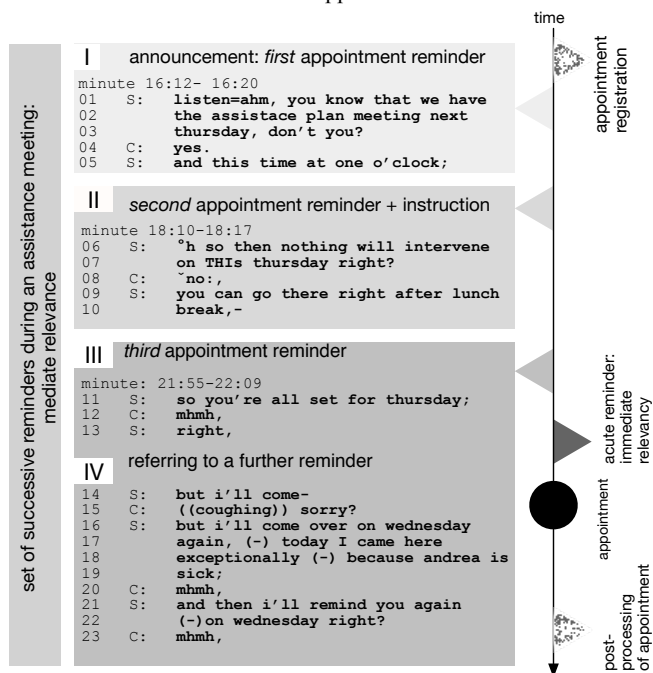 time
set of successive reminders during an assistance meeting:
mediate relevance
I announcement: first appointment reminder
minute 16:12- 16:20
01 S: listen=ahm, you know that we have
02 the assistace plan meeting next
03 thursday, don't you?
04 C: yes.
05 S: and this time at one o'clock;
II second appointment reminder + instruction
minute 18:10-18:17
06 S: °h so then nothing will intervene
07 on THIs thursday right?
08 C: ˇno:,
09 S: you can go there right after lunch
10 break,-
III third appointment reminder
minute: 21:55-22:09
11 S: so you're all set for thursday;
12 C: mhmh,
13 S: right,
IV referring to a further reminder
14 S: but i'll come-
15 C: ((coughing)) sorry?
16 S: but i'll come over on wednesday
17 again, (-) today I came here
18 exceptionally (-) because andrea is
19 sick;
20 C: mhmh,
21 S: and then i'll remind you again
22 (-)on wednesday right?
23 C: mhmh,
appointment
registration
acute reminder:
immediate
relevancy
appointment
post-
processing
of appointment